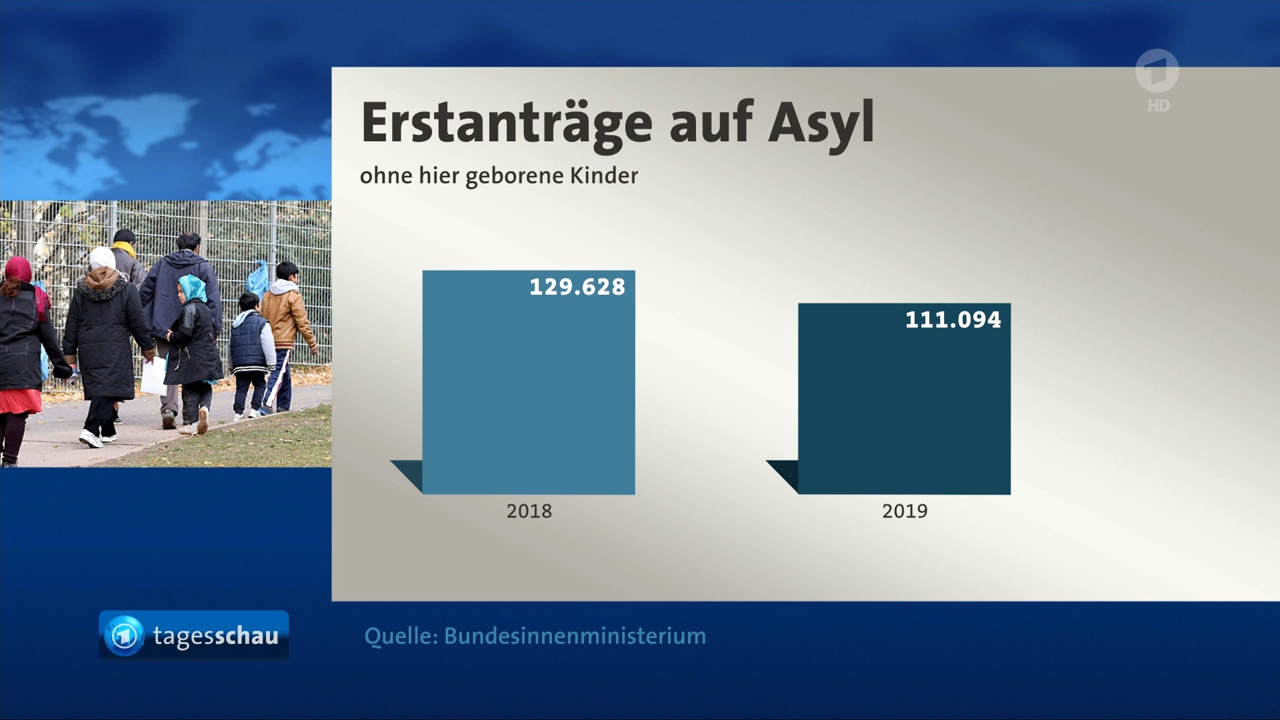 HD
Erstanträge auf Asyl
ohne hier geborene Kinder
129.628
111.094
2018
2019
tagesschau
Quelle: Bundesinnenministerium